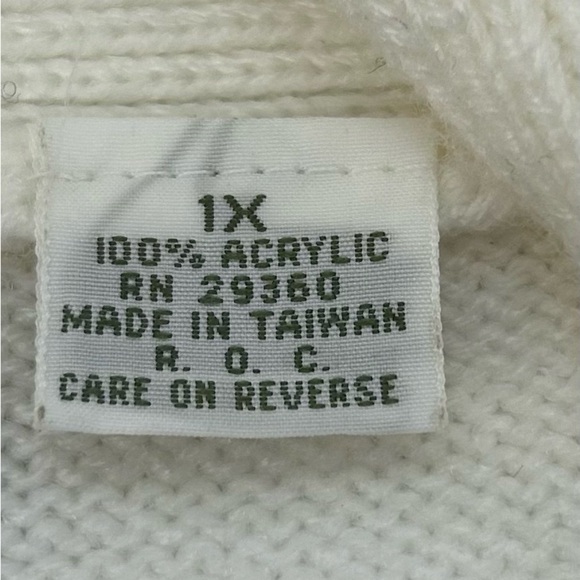 1X
100% ACRYLIC
RN 29360
MADE IN TAIWAN
R. O. C.
CARE ON REVERSE